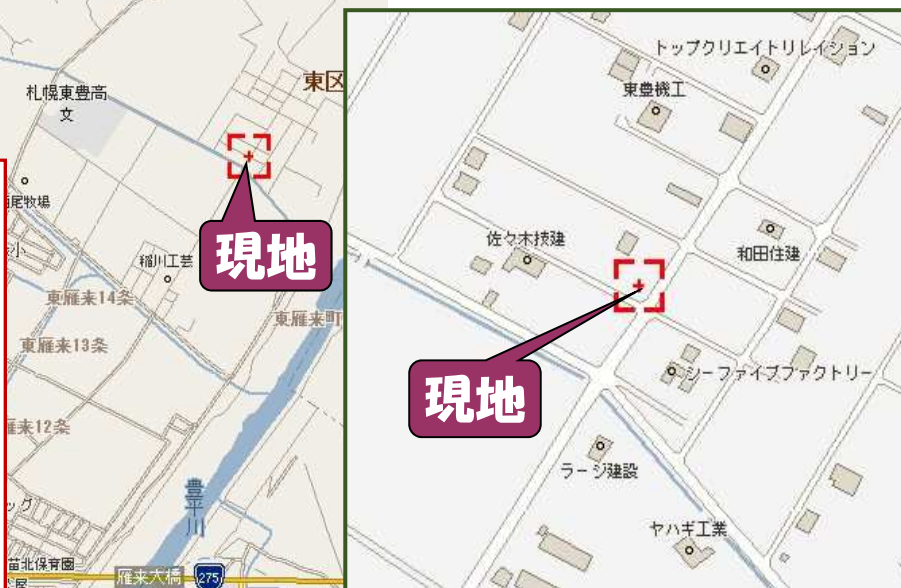 東区
札幌東豊高
文
尾牧場
現地
稲川工芸
東雁来14条
東雁来町
東雁来13条
雁来12条
豊平川
苗北保育園
雁来大橋
275
トップクリエイトリレイション
東豊機工
佐々木技建
和田住建
現地
シーファイブファクトリー
ラージ建設
ヤハギ工業